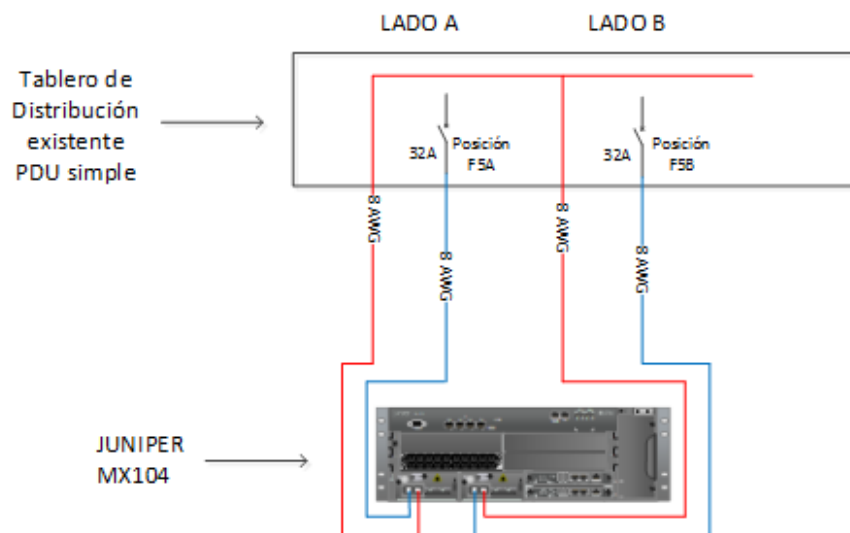 LADO A
LADO B
Tablero de
Distribución
existente
PDU simple
32A
Posición
F5A
32A
Posición
F5B
8 AWG
8 AWG
8 AWG
8 AWG
JUNIPER
MX104